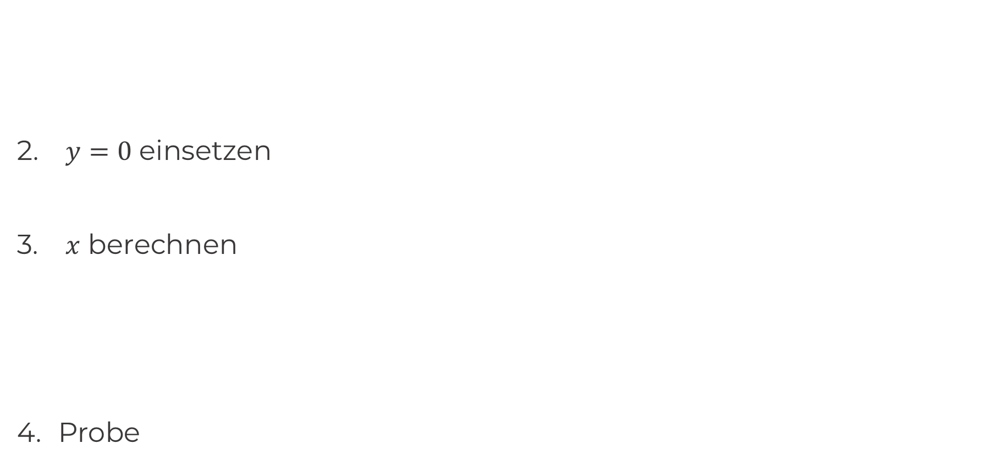 2. y = 0 einsetzen
3. x berechnen
4. Probe